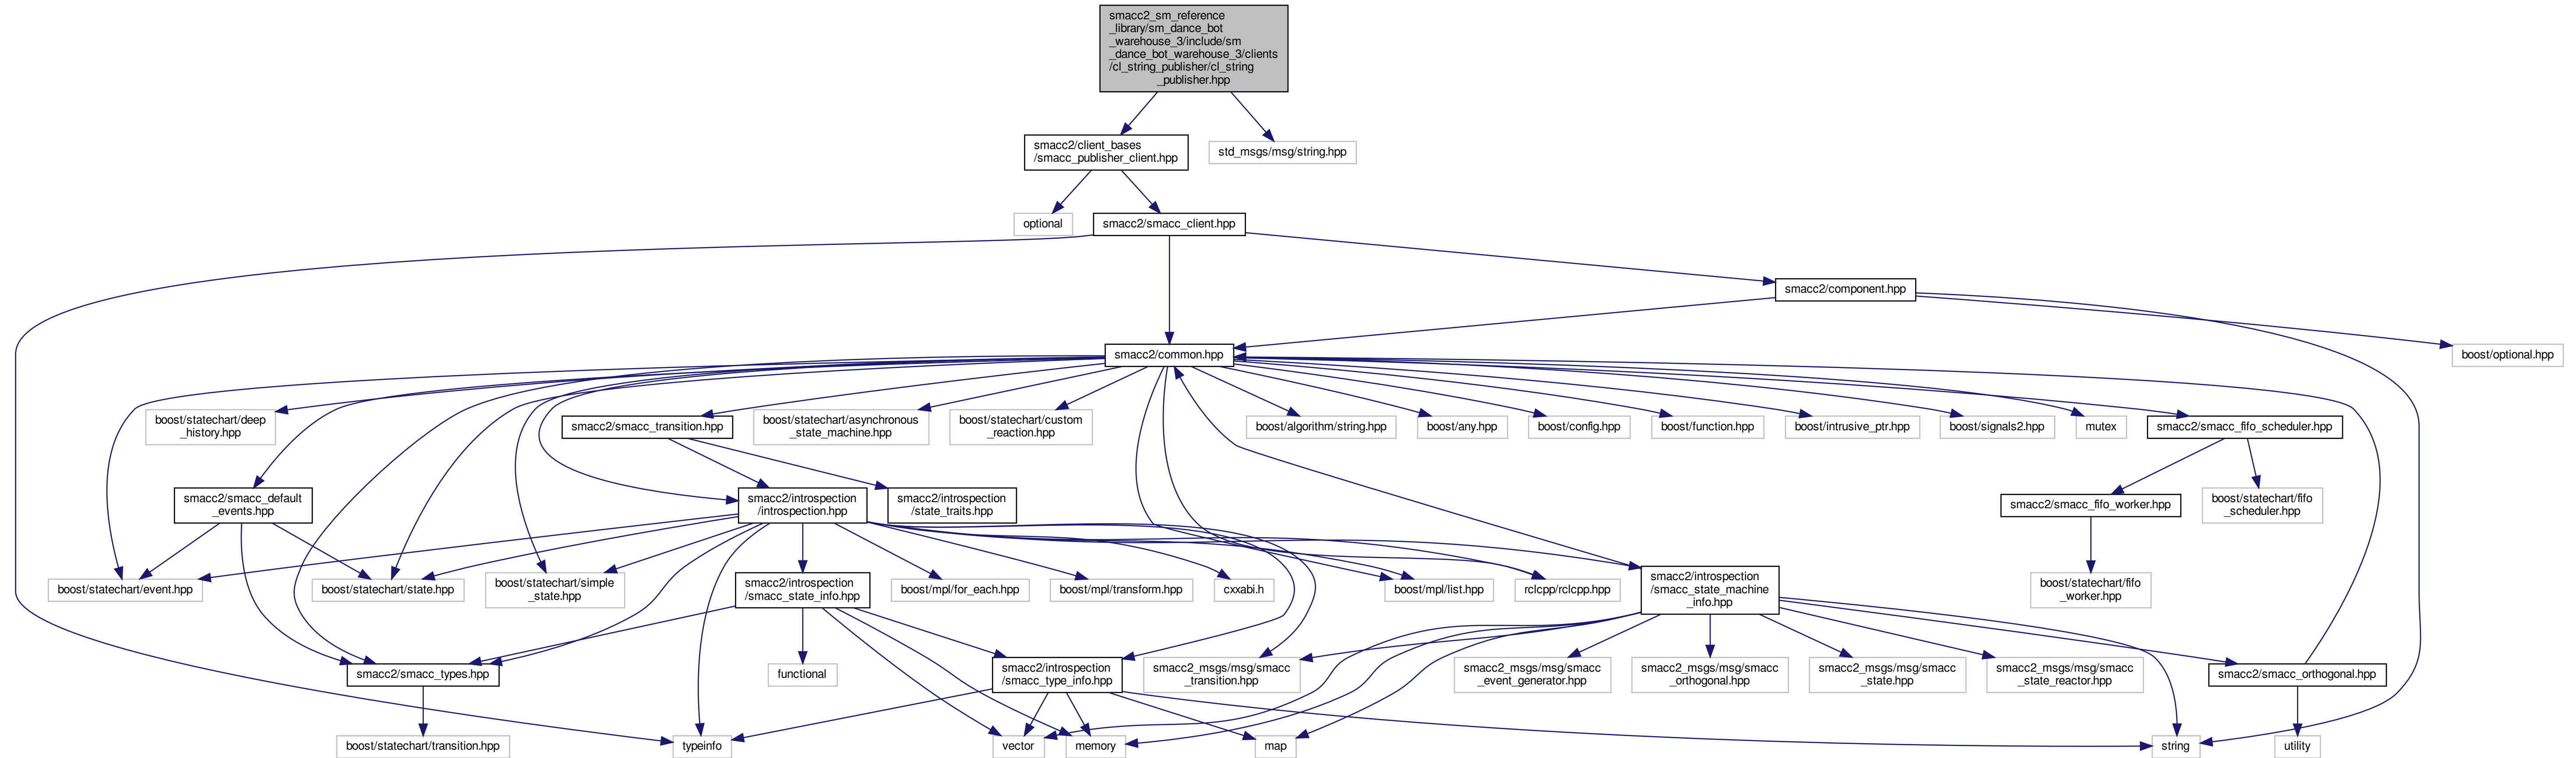 smacc2_sm_reference
_library/sm_dance_bot
_warehouse_3/include/sm
_dance_bot_warehouse_3/clients
/cl_string_publisher/cl_string
_publisher.hpp
smacc2/client_bases
/smacc_publisher_client.hpp
std_msgs/msg/string.hpp
optional
smacc2/smacc_client.hpp
smacc2/component.hpp
smacc2/common.hpp
boost/optional.hpp
boost/statechart/deep
_history.hpp
smacc2/smacc_transition.hpp
boost/statechart/asynchronous
_state_machine.hpp
boost/statechart/custom
_reaction.hpp
boost/algorithm/string.hpp
boost/any.hpp
boost/config.hpp
boost/function.hpp
boost/intrusive_ptr.hpp
boost/signals2.hpp
mutex
smacc2/smacc_fifo_scheduler.hpp
smacc2/smacc_default
_events.hpp
smacc2/introspection
/introspection.hpp
smacc2/introspection
/state_traits.hpp
smacc2/smacc_fifo_worker.hpp
boost/statechart/fifo
_scheduler.hpp
boost/statechart/event.hpp
boost/statechart/state.hpp
boost/statechart/simple
_state.hpp
smacc2/introspection
/smacc_state_info.hpp
boost/mpl/for_each.hpp
boost/mpl/transform.hpp
cxxabi.h
boost/mpl/list.hpp
rclcpp/rclcpp.hpp
smacc2/introspection
/smacc_state_machine
_info.hpp
boost/statechart/fifo
_worker.hpp
smacc2/smacc_types.hpp
functional
smacc2/introspection
/smacc_type_info.hpp
smacc2_msgs/msg/smacc
_transition.hpp
smacc2_msgs/msg/smacc
_event_generator.hpp
smacc2_msgs/msg/smacc
_orthogonal.hpp
smacc2_msgs/msg/smacc
_state.hpp
smacc2_msgs/msg/smacc
_state_reactor.hpp
smacc2/smacc_orthogonal.hpp
boost/statechart/transition.hpp
typeinfo
vector
memory
map
string
utility